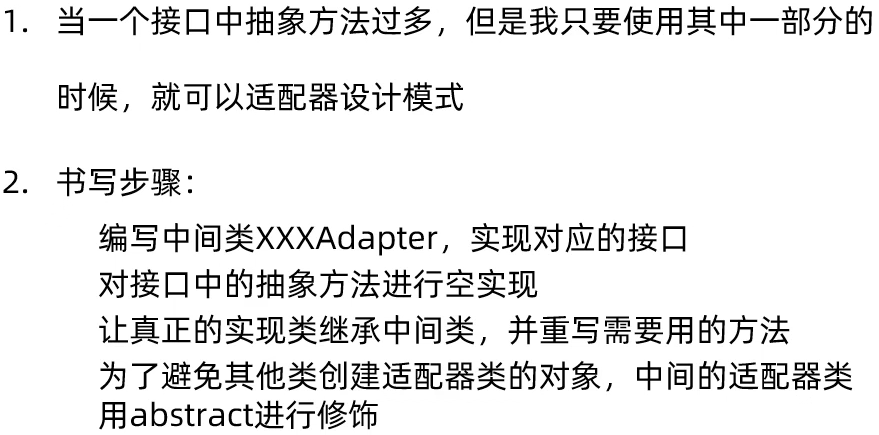 1. 当一个接口中抽象方法过多，但是我只要使用其中一部分的
时候，就可以适配器设计模式
2. 书写步骤：
编写中间类XXXAdapter，实现对应的接口
对接口中的抽象方法进行空实现
让真正的实现类继承中间类，并重写需要用的方法
为了避免其他类创建适配器类的对象，中间的适配器类
用abstract进行修饰